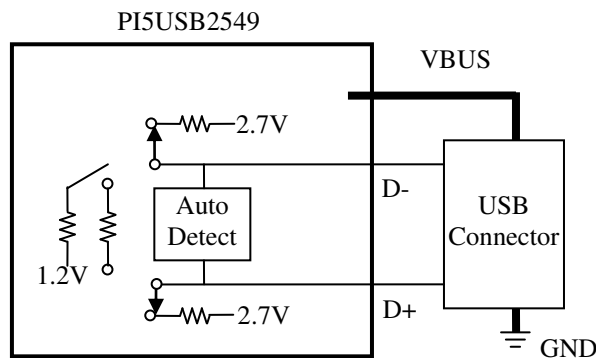 PI5USB2549
VBUS
2.7V
D-
Auto
Detect
USB
Connector
1.2V
2.7V
D+
GND